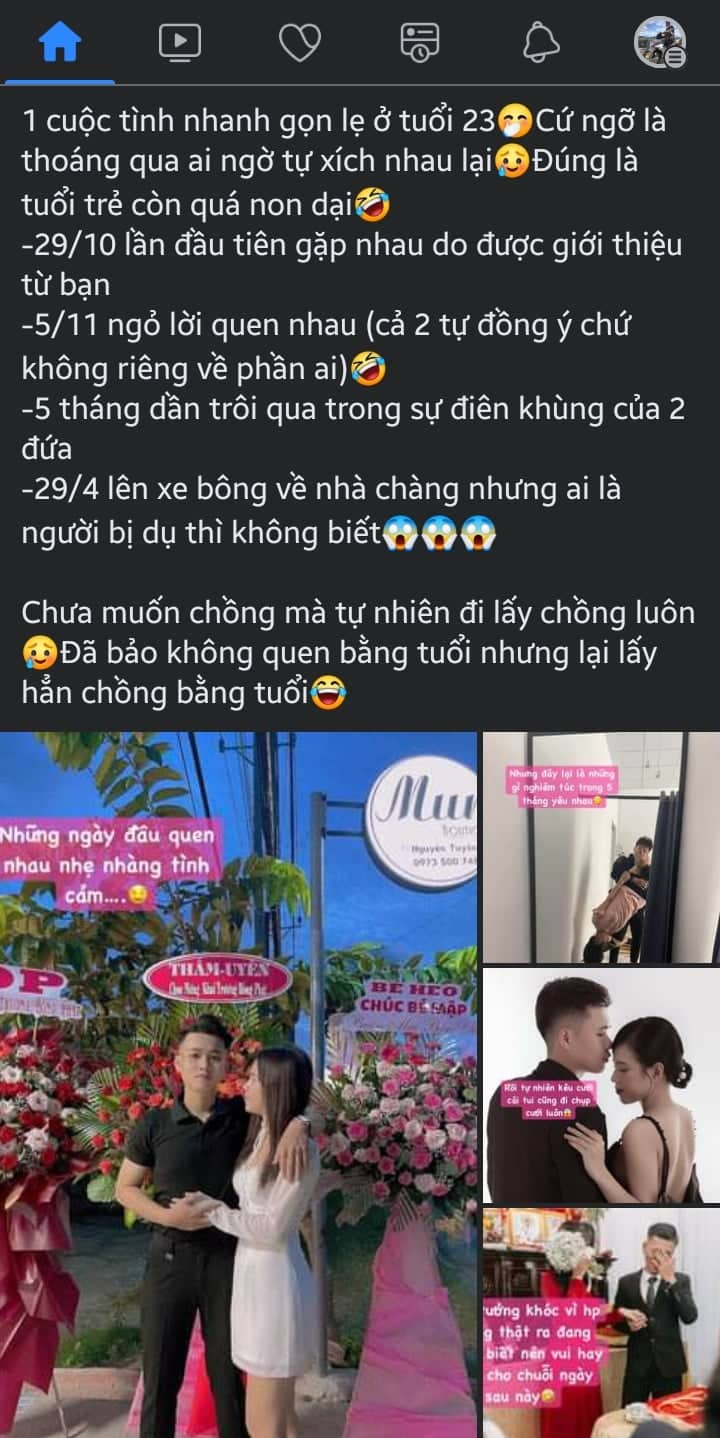 1 cuộc tình nhanh gọn lẹ ở tuổi 23🤭Cứ ngỡ là
thoáng qua ai ngờ tự xích nhau lại🥲Đúng là
tuổi trẻ còn quá non dại🤣
-29/10 lần đầu tiên gặp nhau do được giới thiệu
từ bạn
-5/11 ngỏ lời quen nhau (cả 2 tự đồng ý chứ
không riêng về phần ai)🤣
-5 tháng dần trôi qua trong sự điên khùng của 2
đứa
-29/4 lên xe bông về nhà chàng nhưng ai là
người bị dụ thì không biết😱😱😱
Chưa muốn chồng mà tự nhiên đi lấy chồng luôn
🥲Đã bảo không quen bằng tuổi nhưng lại lấy
hẳn chồng bằng tuổi😂
Những ngày đầu quen
nhau nhẹ nhàng tình
cảm....
Nguyễn
0973 500
OP
THẮM-UYÊN
Chúc Mừng Khai Trương Hồng Phát
BÉ HEO
CHÚC BÉ MẬP
Nhưng đây lại là những
gì nghiêm túc trong 5
tháng yêu nhau
Rồi tự nhiên kêu cưới
cái tui cũng đi chụp
cưới luôn😱
ưởng khóc vì hp
g thật ra đang
biết nên vui hay
cho chuỗi ngày
sau này